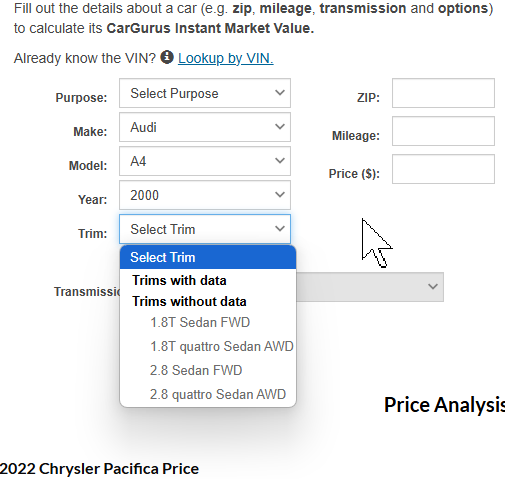 Fill out the details about a car (e.g. zip, mileage, transmission and options)
to calculate its CarGurus Instant Market Value.
Already know the VIN? Lookup by VIN.
Purpose: Select Purpose
ZIP:
Make: Audi
Mileage:
Model: A4
Price ($):
Year: 2000
Trim: Select Trim
Select Trim
Trims with data
Transmissi
Trims without data
1.8T Sedan FWD
1.8T quattro Sedan AWD
2.8 Sedan FWD
2.8 quattro Sedan AWD
Price Analysis
2022 Chrysler Pacifica Price